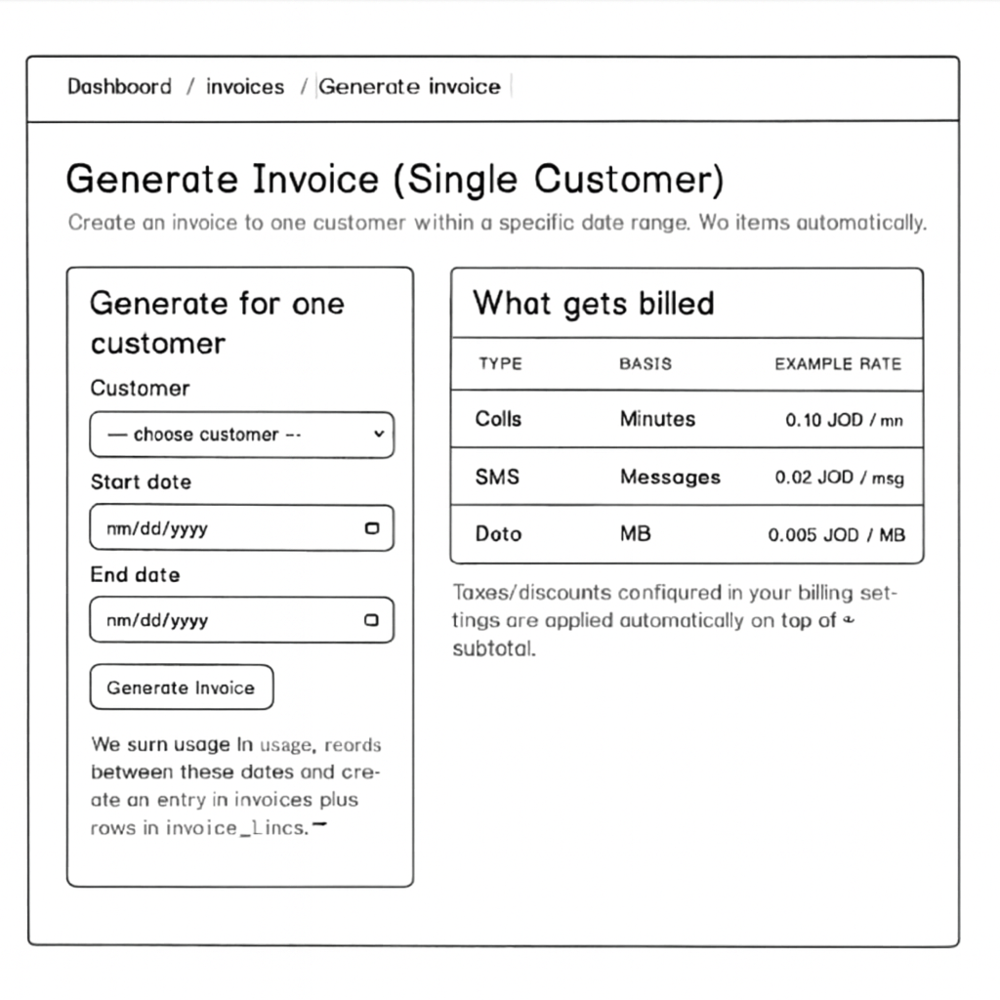 Dashboord / invoices / Generate invoice
Generate Invoice (Single Customer)
Create an invoice to one customer within a specific date range. Wo items automatically.
Generate for one
customer
Customer
— choose customer --
Start dote
nm/dd/yyyy
End date
nm/dd/yyyy
Generate Invoice
We surn usage In usage, reords
between these dates and cre-
ate an entry in invoices plus
rows in invoice_Lincs.
What gets billed
TYPE BASIS EXAMPLE RATE
Colls Minutes 0.10 JOD / mn
SMS Messages 0.02 JOD / msg
Doto MB 0.005 JOD / MB
Taxes/discounts confiqured in your billing set-
tings are applied automatically on top of
subtotal.